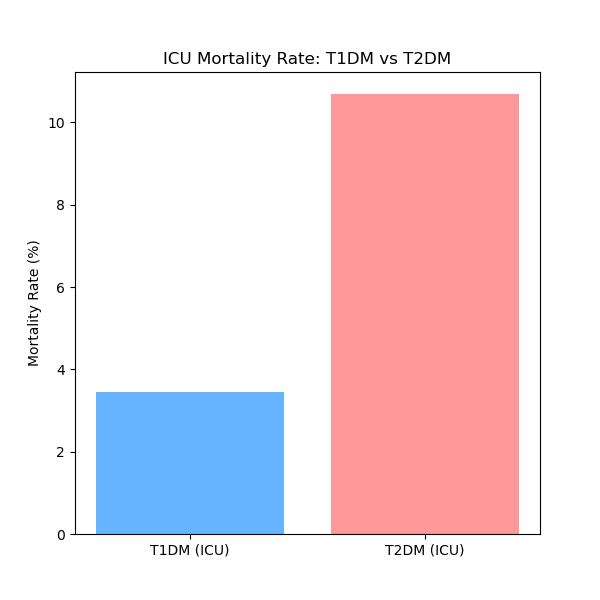 ICU Mortality Rate: T1DM vs T2DM
Mortality Rate (%)
10
8
6
4
2
0
T1DM (ICU)
T2DM (ICU)